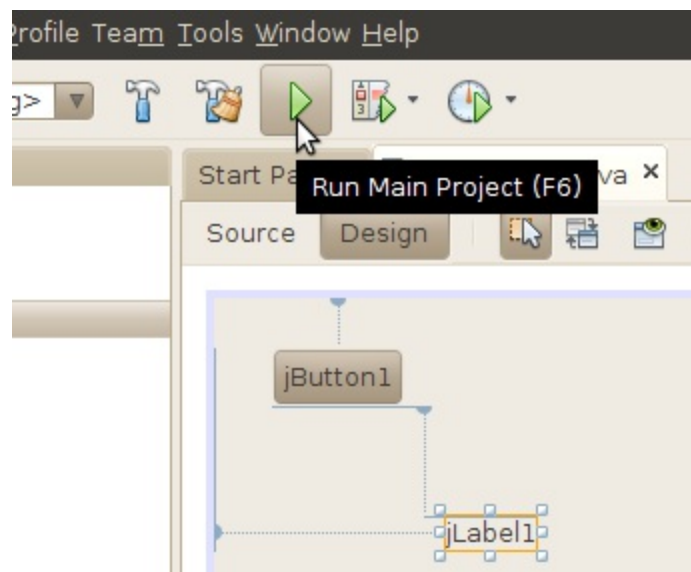 Profile Team Tools Window Help
g>
Start Pa
va ×
Run Main Project (F6)
Source Design
jButton1
jLabel1